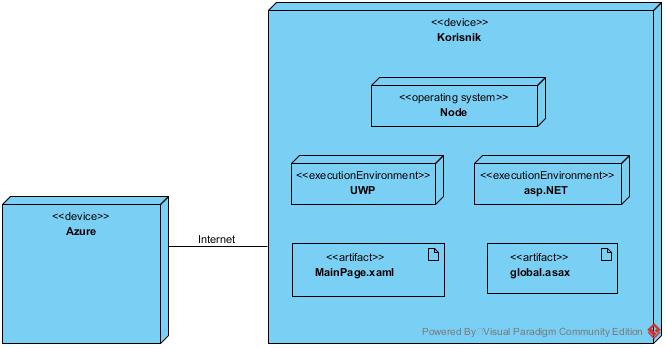 <<device>>
Korisnik
<<operating system>>
Node
<<executionEnvironment>>
UWP
<<executionEnvironment>>
asp.NET
<<device>>
Azure
Internet
<<artifact>>
MainPage.xaml
<<artifact>>
global.asax
Powered By Visual Paradigm Community Edition